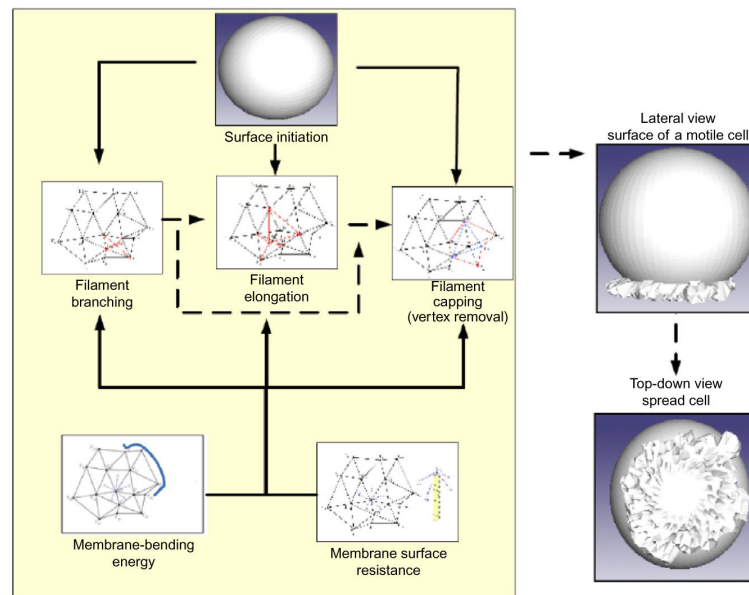 Surface initiation
Lateral view
surface of a motile cell
Filament
branching
Filament
elongation
Filament
capping
(vertex removal)
Top-down view
spread cell
Membrane-bending
energy
Membrane surface
resistance